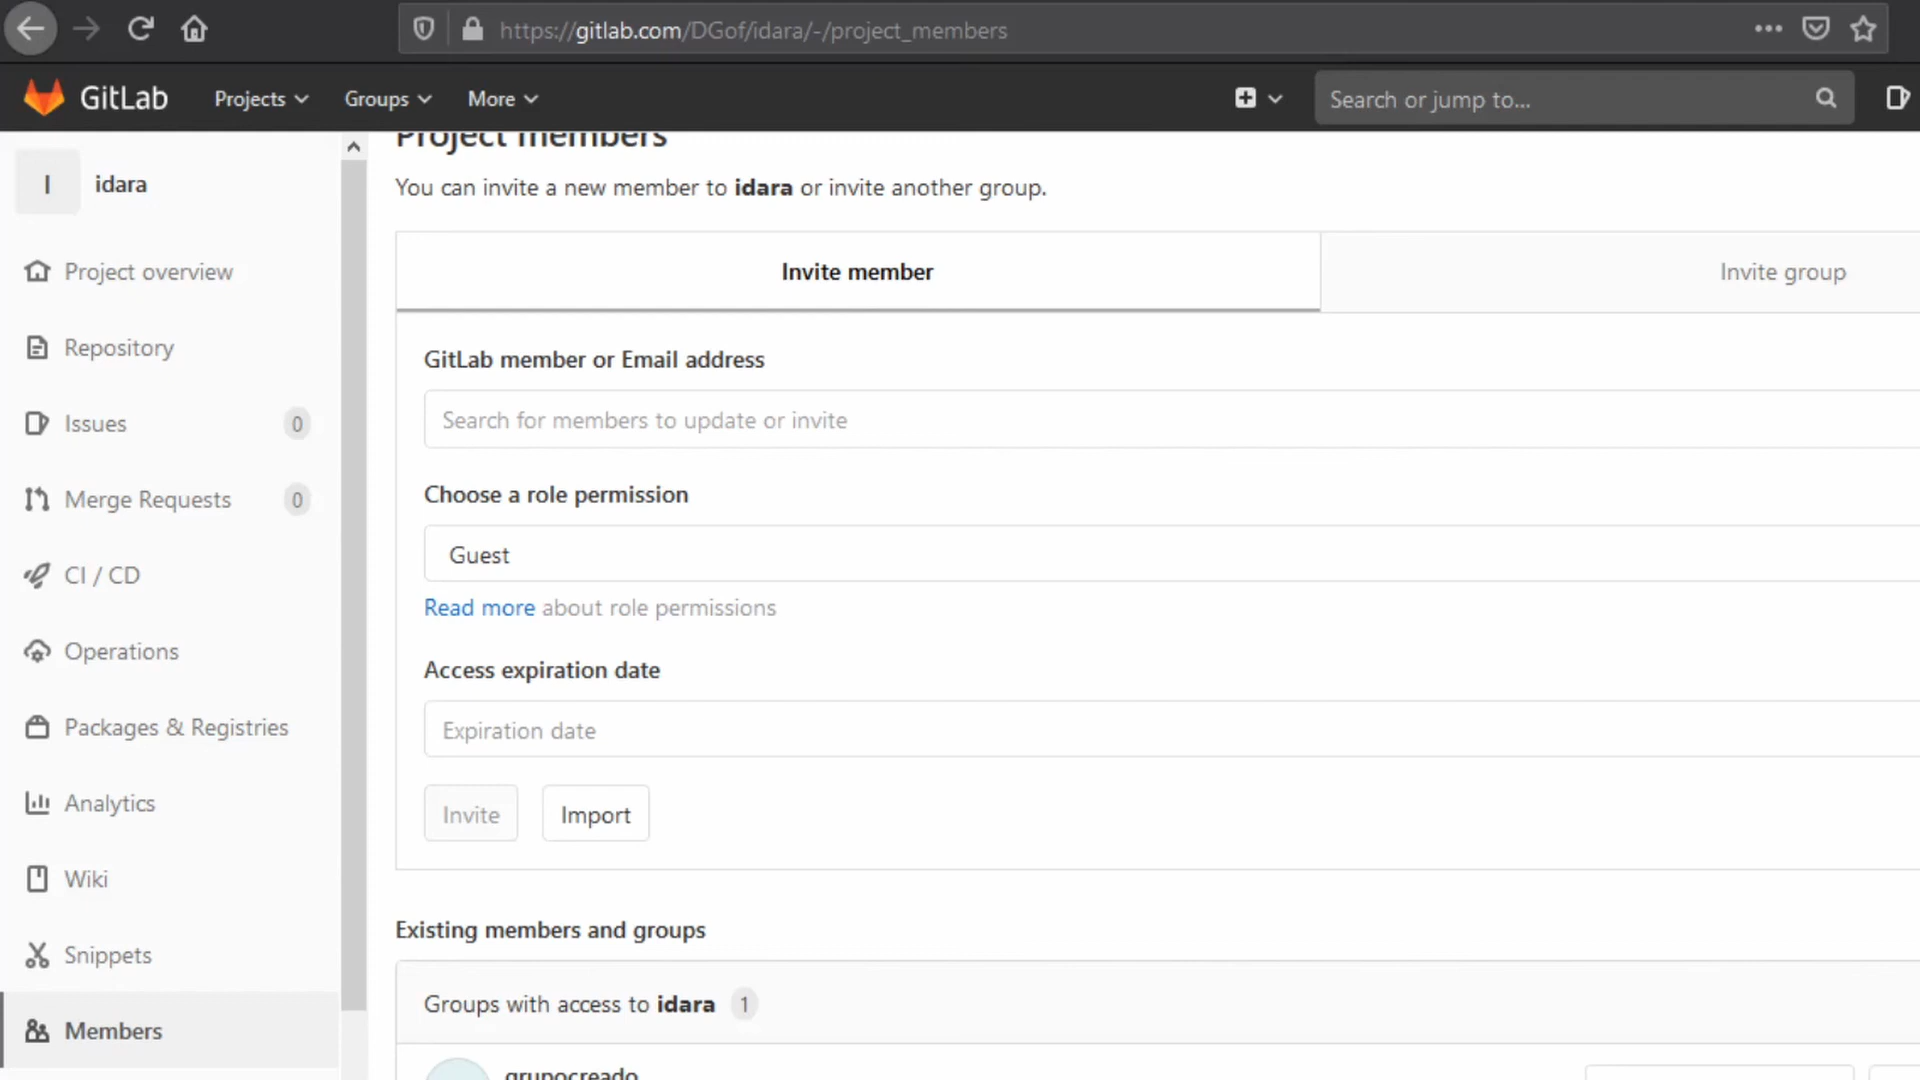 https://gitlab.com/DGof/idara/-/project_members
GitLab Projects Groups More Search or jump to...
Project members
I idara
You can invite a new member to idara or invite another group.
Project overview
Repository
Issues 0
Merge Requests 0
CI / CD
Operations
Packages & Registries
Analytics
Wiki
Snippets
Members
Invite member Invite group
GitLab member or Email address
Search for members to update or invite
Choose a role permission
Guest
Read more about role permissions
Access expiration date
Expiration date
Invite Import
Existing members and groups
Groups with access to idara 1
grupocreado